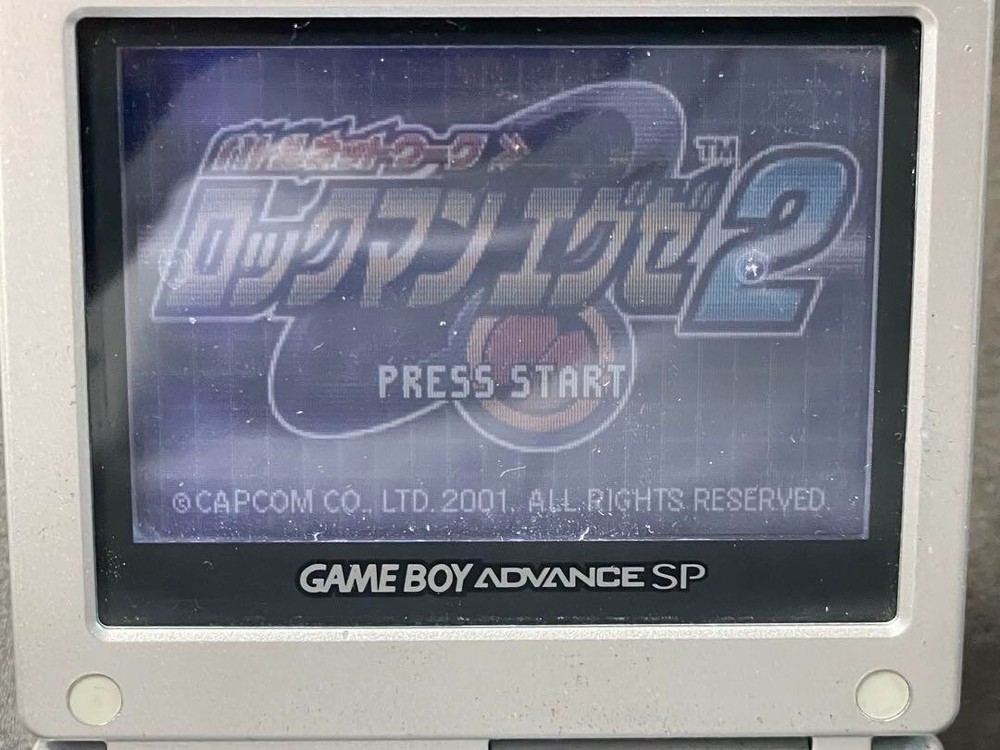 バトルネットワーク
ロックマンエグゼ2
TM
PRESS START
©CAPCOM CO., LTD. 2001. ALL RIGHTS RESERVED.
GAME BOY ADVANCE SP